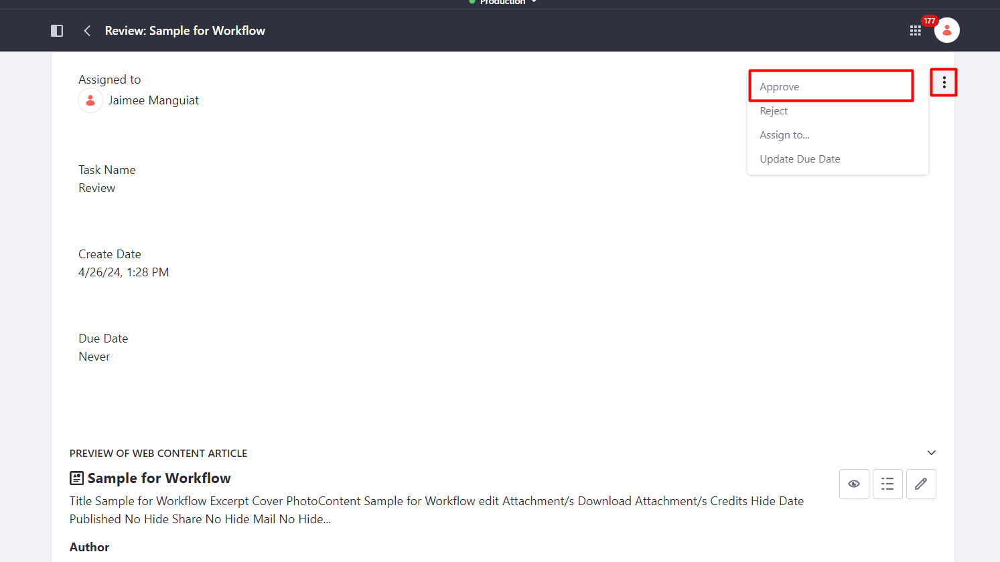 Production
Review: Sample for Workflow
177
Assigned to
Jaimee Manguiat
Approve
Reject
Assign to...
Update Due Date
Task Name
Review
Create Date
4/26/24, 1:28 PM
Due Date
Never
PREVIEW OF WEB CONTENT ARTICLE
Sample for Workflow
Title Sample for Workflow Excerpt Cover PhotoContent Sample for Workflow edit Attachment/s Download Attachment/s Credits Hide Date
Published No Hide Share No Hide Mail No Hide...
Author